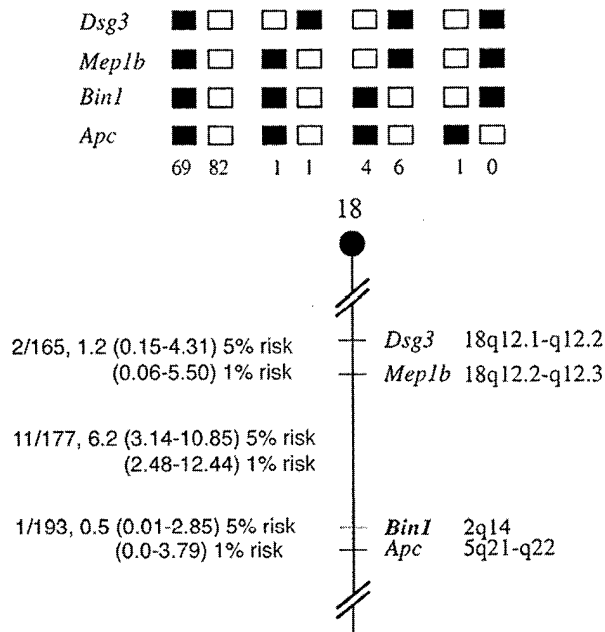 Dsg3
Mep1b
Bin1
Apc
69 82 1 1 4 6 1 0
18
2/165, 1.2 (0.15-4.31) 5% risk
(0.06-5.50) 1% risk
Dsg3 18q12.1-q12.2
Mep1b 18q12.2-q12.3
11/177, 6.2 (3.14-10.85) 5% risk
(2.48-12.44) 1% risk
1/193, 0.5 (0.01-2.85) 5% risk
(0.0-3.79) 1% risk
Bin1 2q14
Apc 5q21-q22